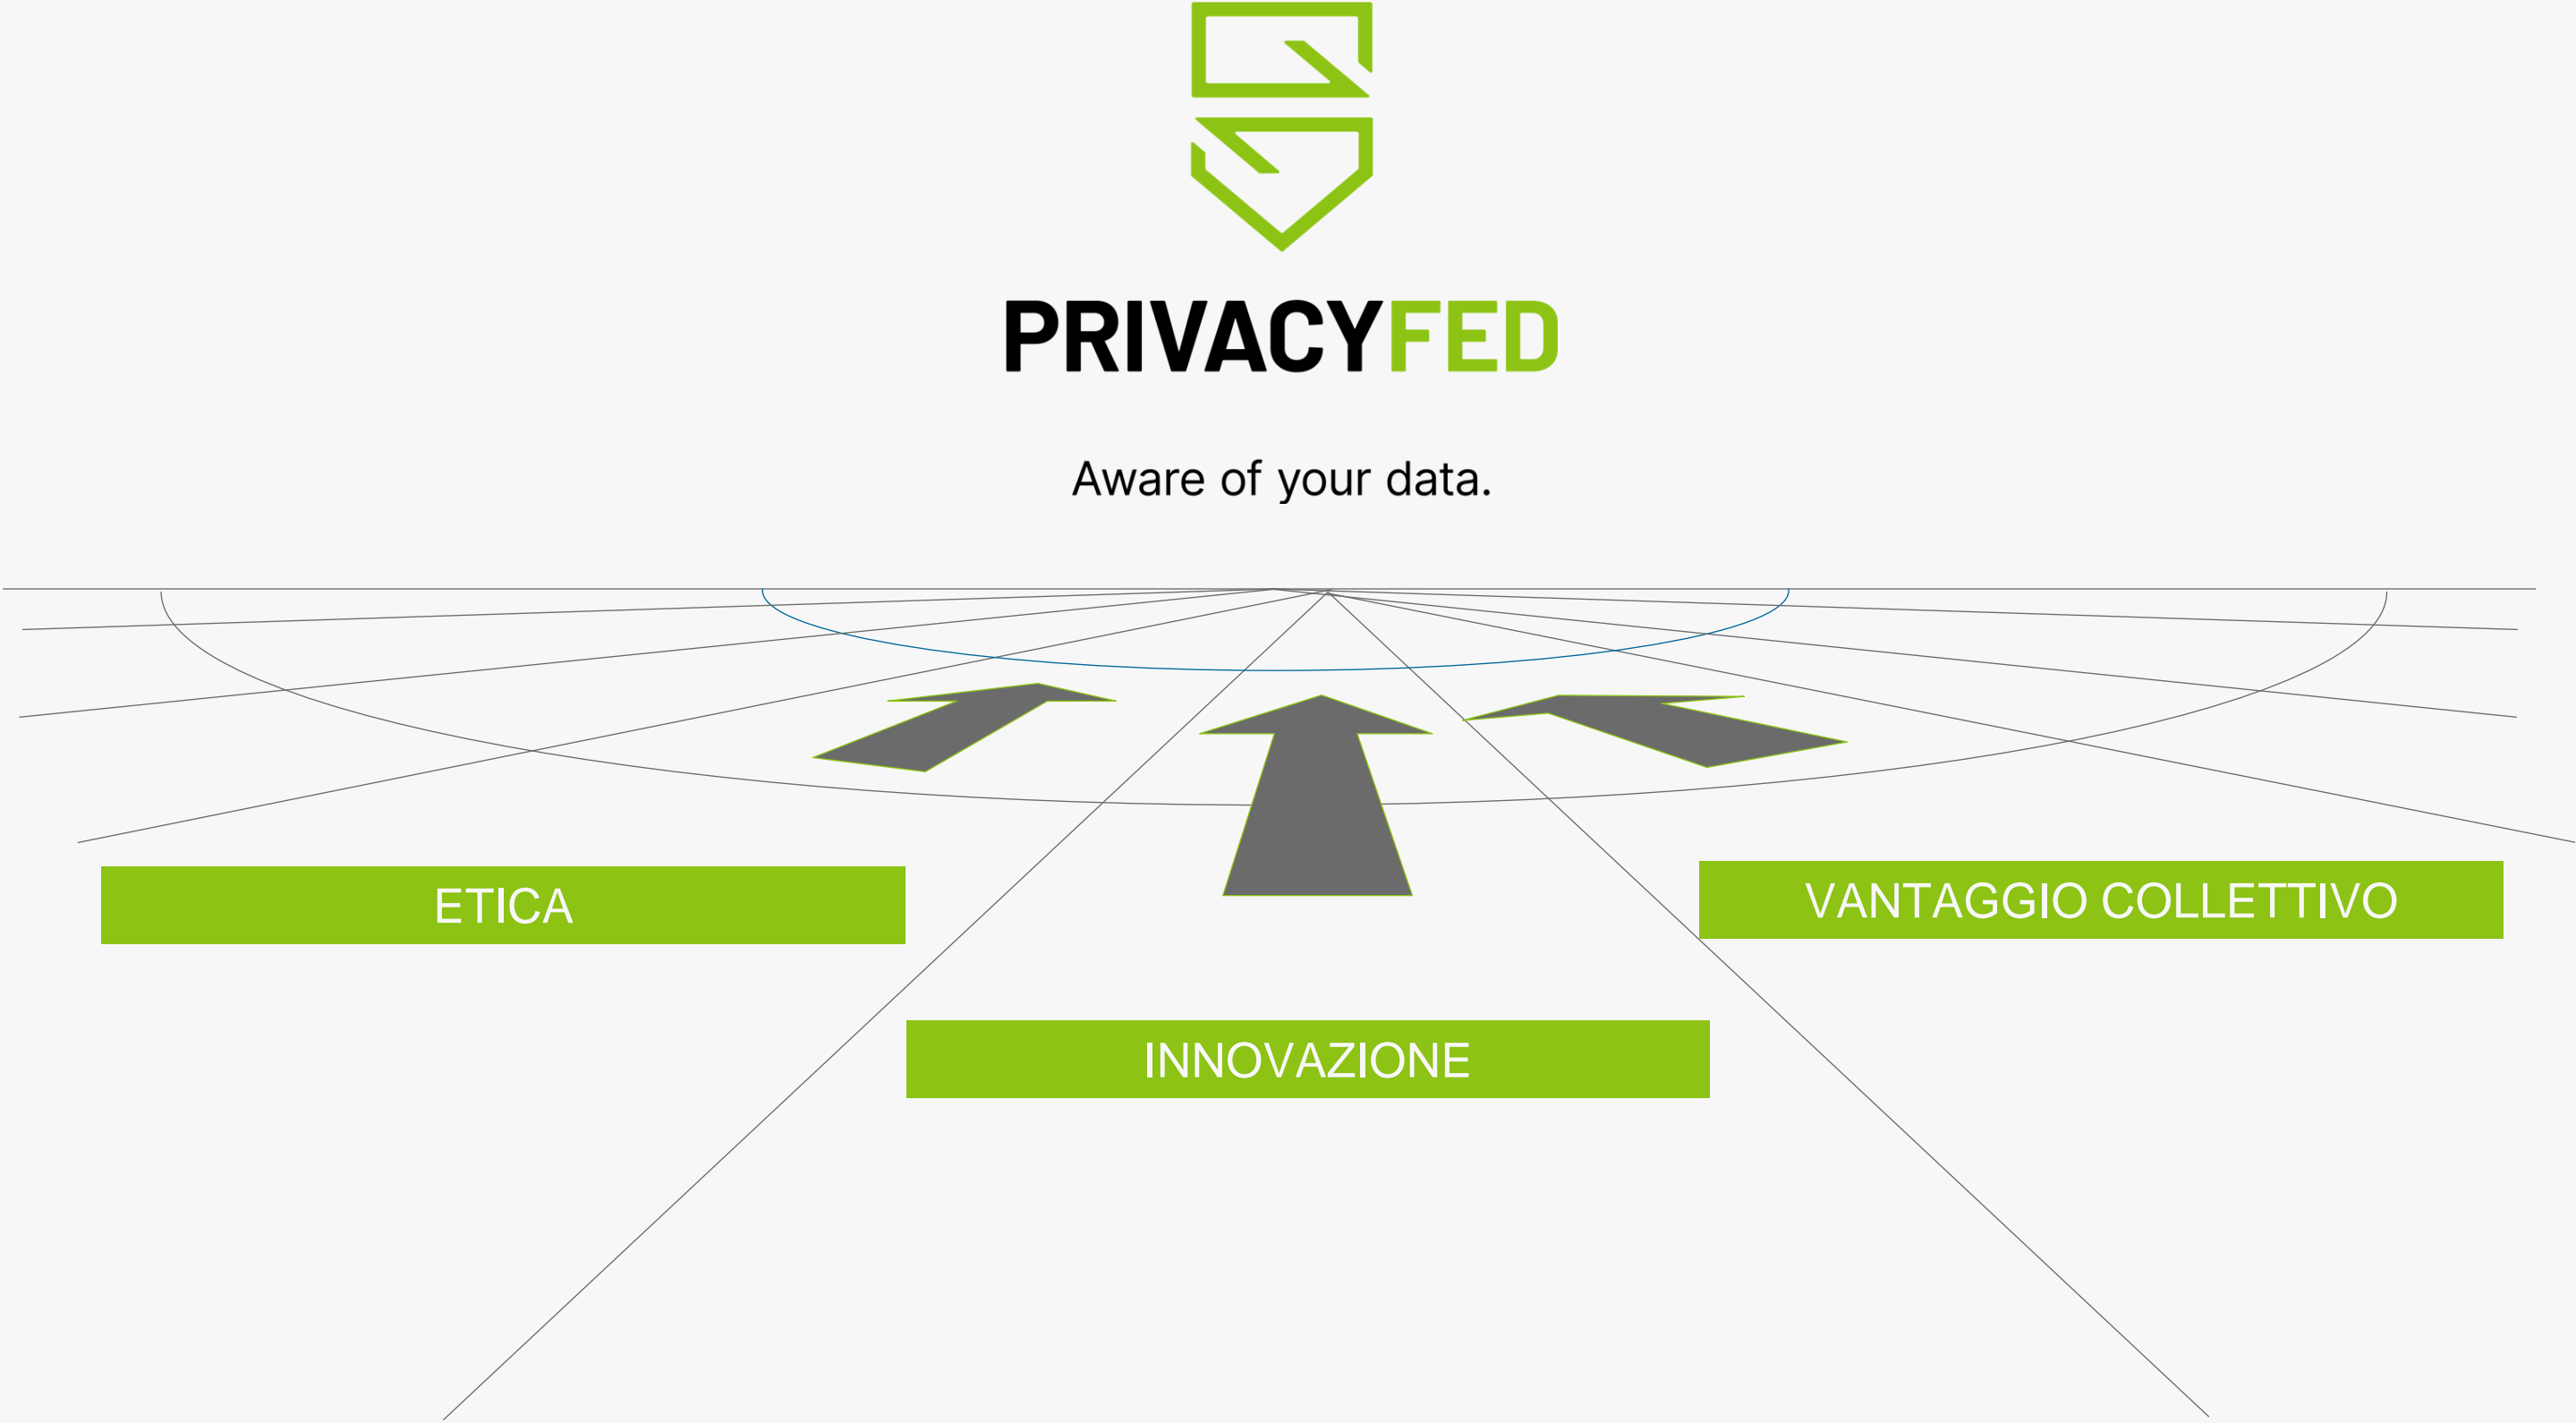 PRIVACYFED
Aware of your data.
ETICA
VANTAGGIO COLLETTIVO
INNOVAZIONE